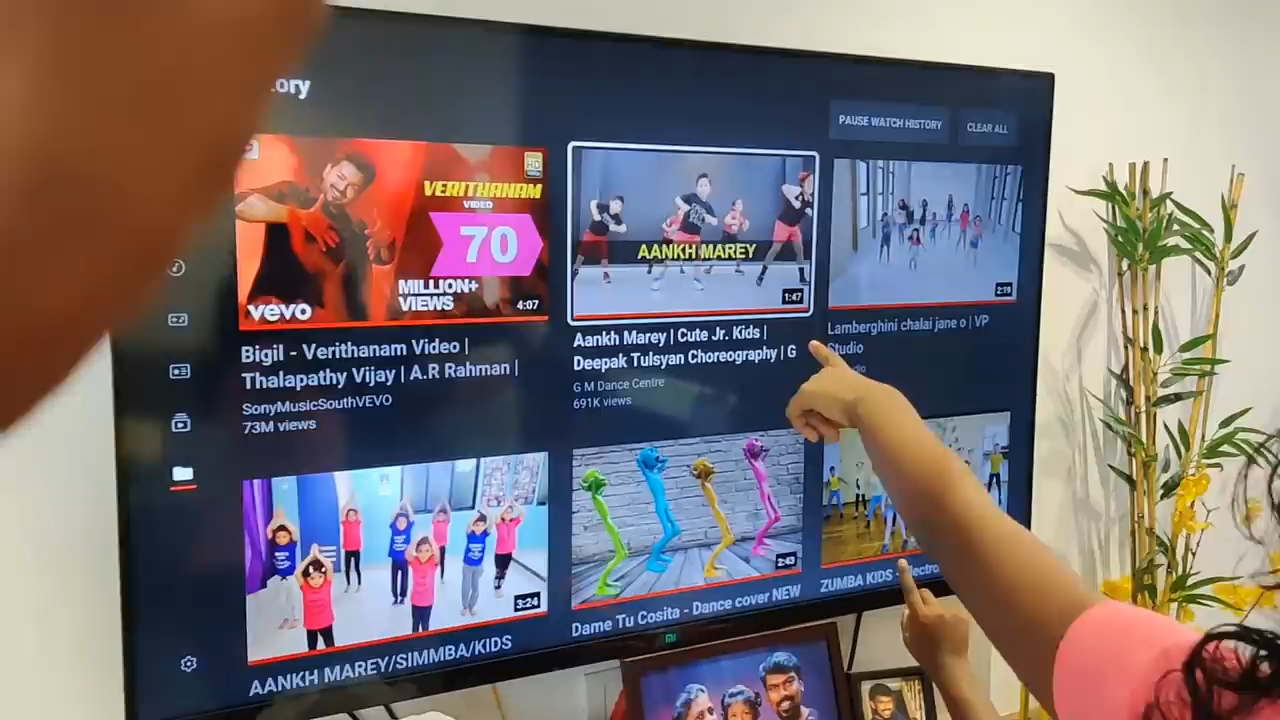 ory
PAUSE WATCH HISTORY
CLEAR ALL
HD
VERITHANAM
VIDEO
70
MILLION+
VIEWS
vevo
4:07
Bigil - Verithanam Video |
Thalapathy Vijay | A.R Rahman |
SonyMusicSouthVEVO
73M views
AANKH MAREY
1:47
Aankh Marey | Cute Jr. Kids |
Deepak Tulsyan Choreography | G
G M Dance Centre
691K views
2:19
Lamberghini chalai jane o | VP
Studio
3:24
AANKH MAREY/SIMMBA/KIDS
2:43
Dame Tu Cosita - Dance cover NEW
ZUMBA KIDS -
mi